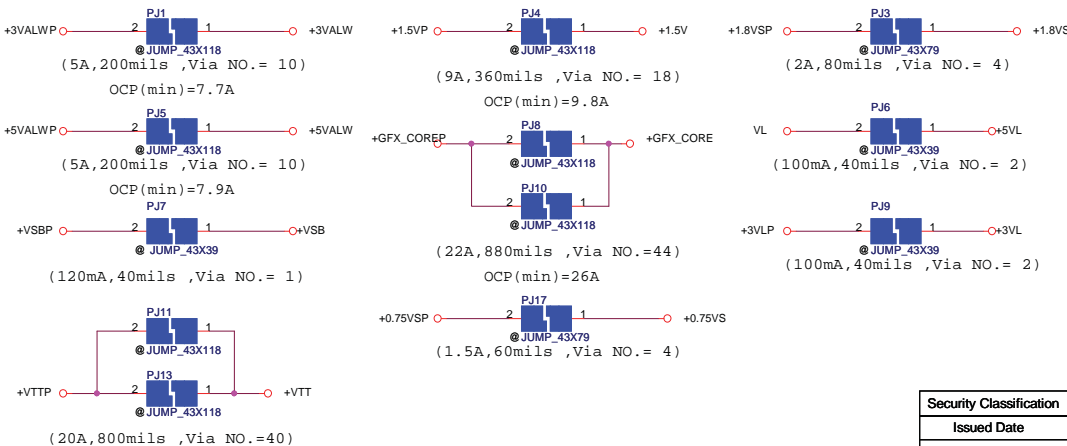 PJ1
+3VALWP 2 1 +3VALW
@ JUMP_43X118
(5A,200mils ,Via NO.= 10)
OCP(min)=7.7A
PJ4
+1.5VP 2 1 +1.5V
@ JUMP_43X118
(9A,360mils ,Via NO.= 18)
OCP(min)=9.8A
PJ3
+1.8VSP 2 1 +1.8VS
@ JUMP_43X79
(2A,80mils ,Via NO.= 4)
PJ5
+5VALWP 2 1 +5VALW
@ JUMP_43X118
(5A,200mils ,Via NO.= 10)
OCP(min)=7.9A
PJ8
+GFX_COREP 2 1 +GFX_CORE
@ JUMP_43X118
PJ10
2 1
@ JUMP_43X118
(22A,880mils ,Via NO.=44)
OCP(min)=26A
PJ6
VL 2 1 +5VL
@ JUMP_43X39
(100mA,40mils ,Via NO.= 2)
PJ7
+VSBP 2 1 +VSB
@ JUMP_43X39
(120mA,40mils ,Via NO.= 1)
PJ9
+3VLP 2 1 +3VL
@ JUMP_43X39
(100mA,40mils ,Via NO.= 2)
PJ11
2 1
@ JUMP_43X118
PJ13
+VTTP 2 1 +VTT
@ JUMP_43X118
(20A,800mils ,Via NO.=40)
PJ17
+0.75VSP 2 1 +0.75VS
@ JUMP_43X79
(1.5A,60mils ,Via NO.= 4)
Security Classification
Issued Date